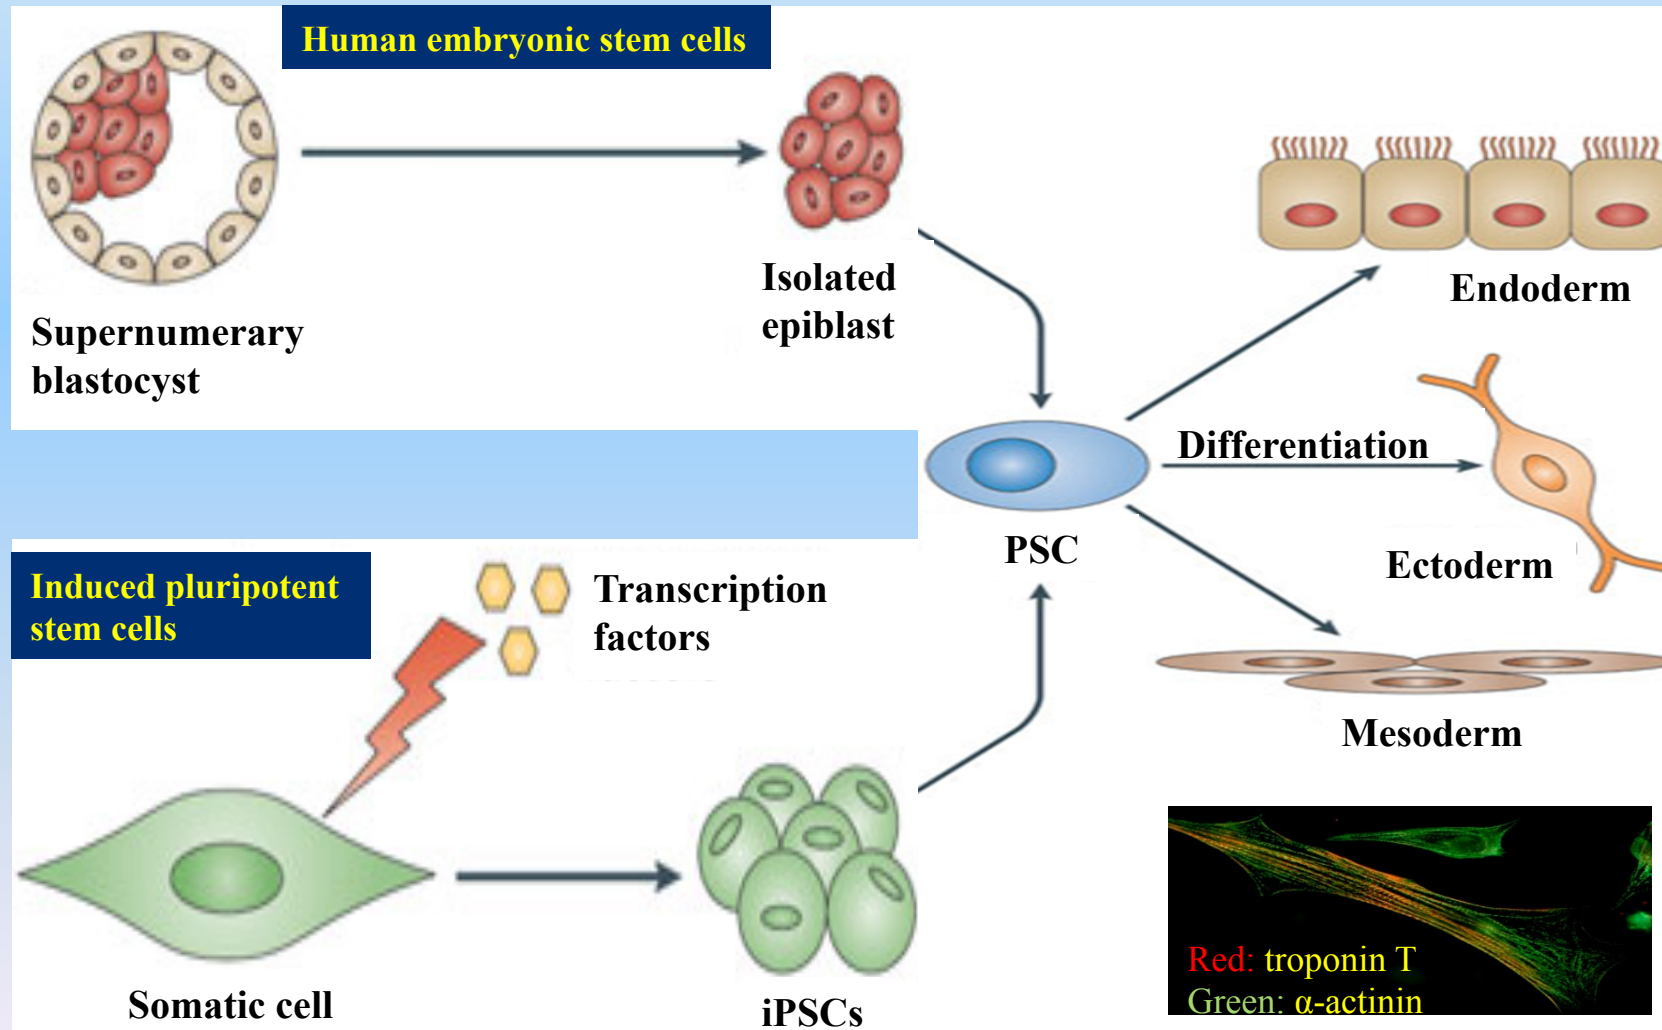 Human embryonic stem cells
Supernumerary
blastocyst
Isolated
epiblast
Endoderm
Differentiation
PSC
Ectoderm
Mesoderm
Induced pluripotent
stem cells
Transcription
factors
Somatic cell
iPSCs
Red: troponin T
Green: α-actinin